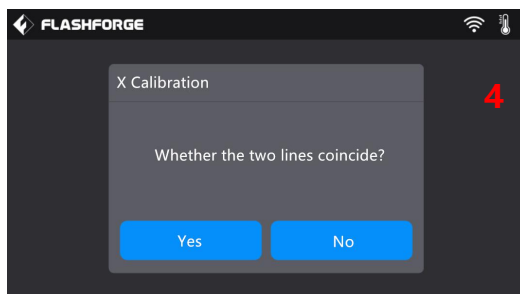 FLASHFORGE
X Calibration
4
Whether the two lines coincide?
Yes
No